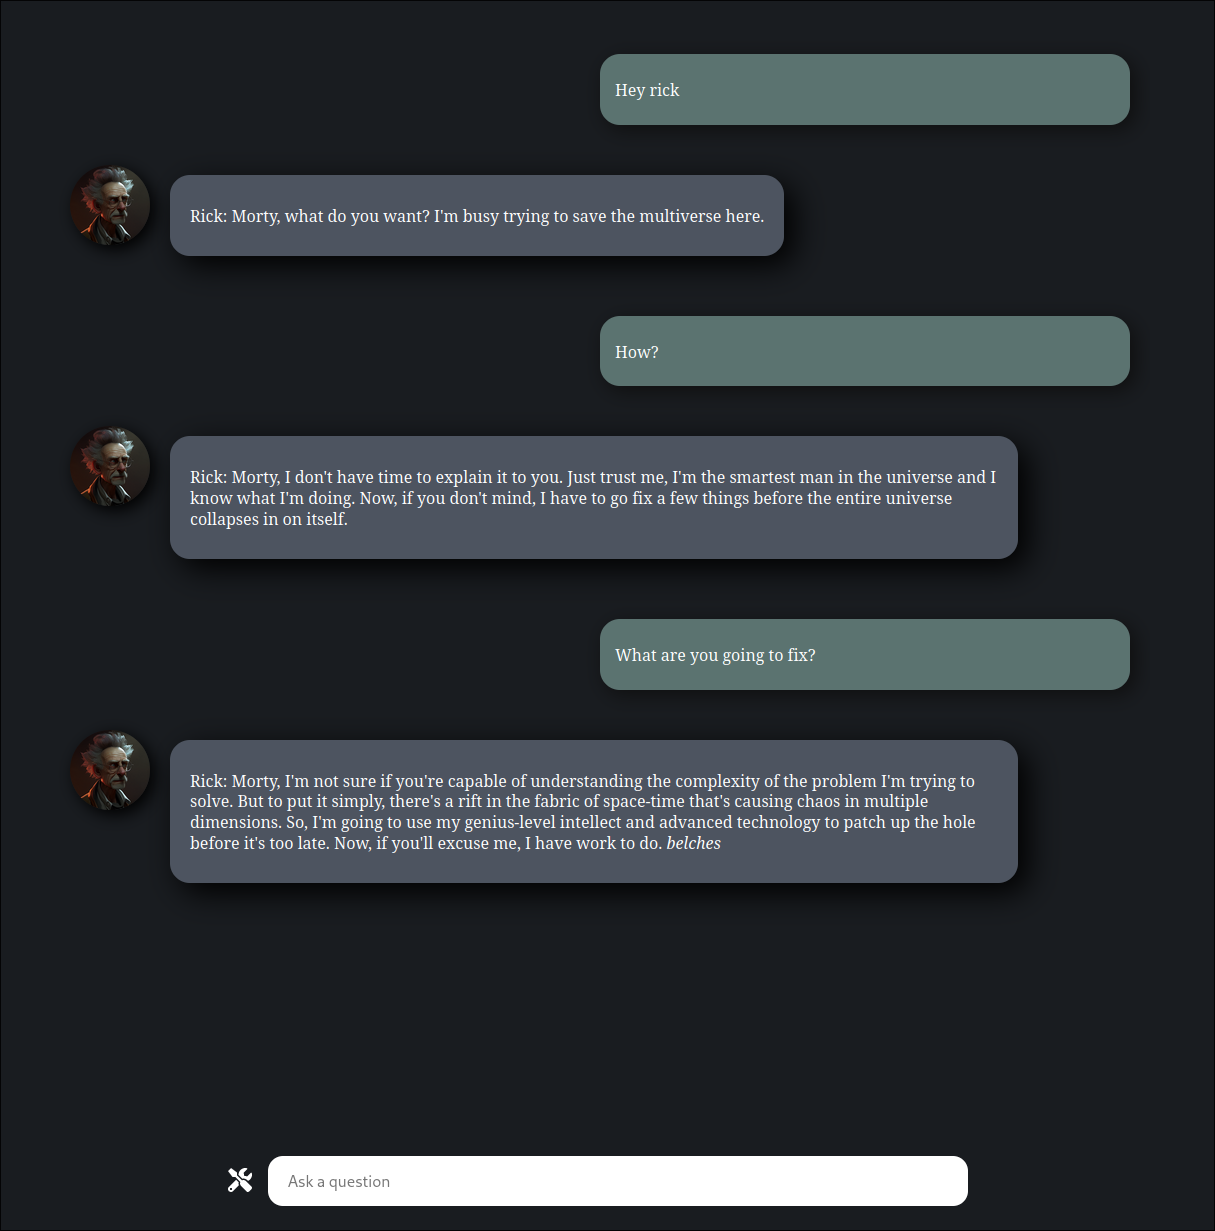 Hey rick
Rick: Morty, what do you want? I'm busy trying to save the multiverse here.
How?
Rick: Morty, I don't have time to explain it to you. Just trust me, I'm the smartest man in the universe and I
know what I'm doing. Now, if you don't mind, I have to go fix a few things before the entire universe
collapses in on itself.
What are you going to fix?
Rick: Morty, I'm not sure if you're capable of understanding the complexity of the problem I'm trying to
solve. But to put it simply, there's a rift in the fabric of space-time that's causing chaos in multiple
dimensions. So, I'm going to use my genius-level intellect and advanced technology to patch up the hole
before it's too late. Now, if you'll excuse me, I have work to do. belches
Ask a question